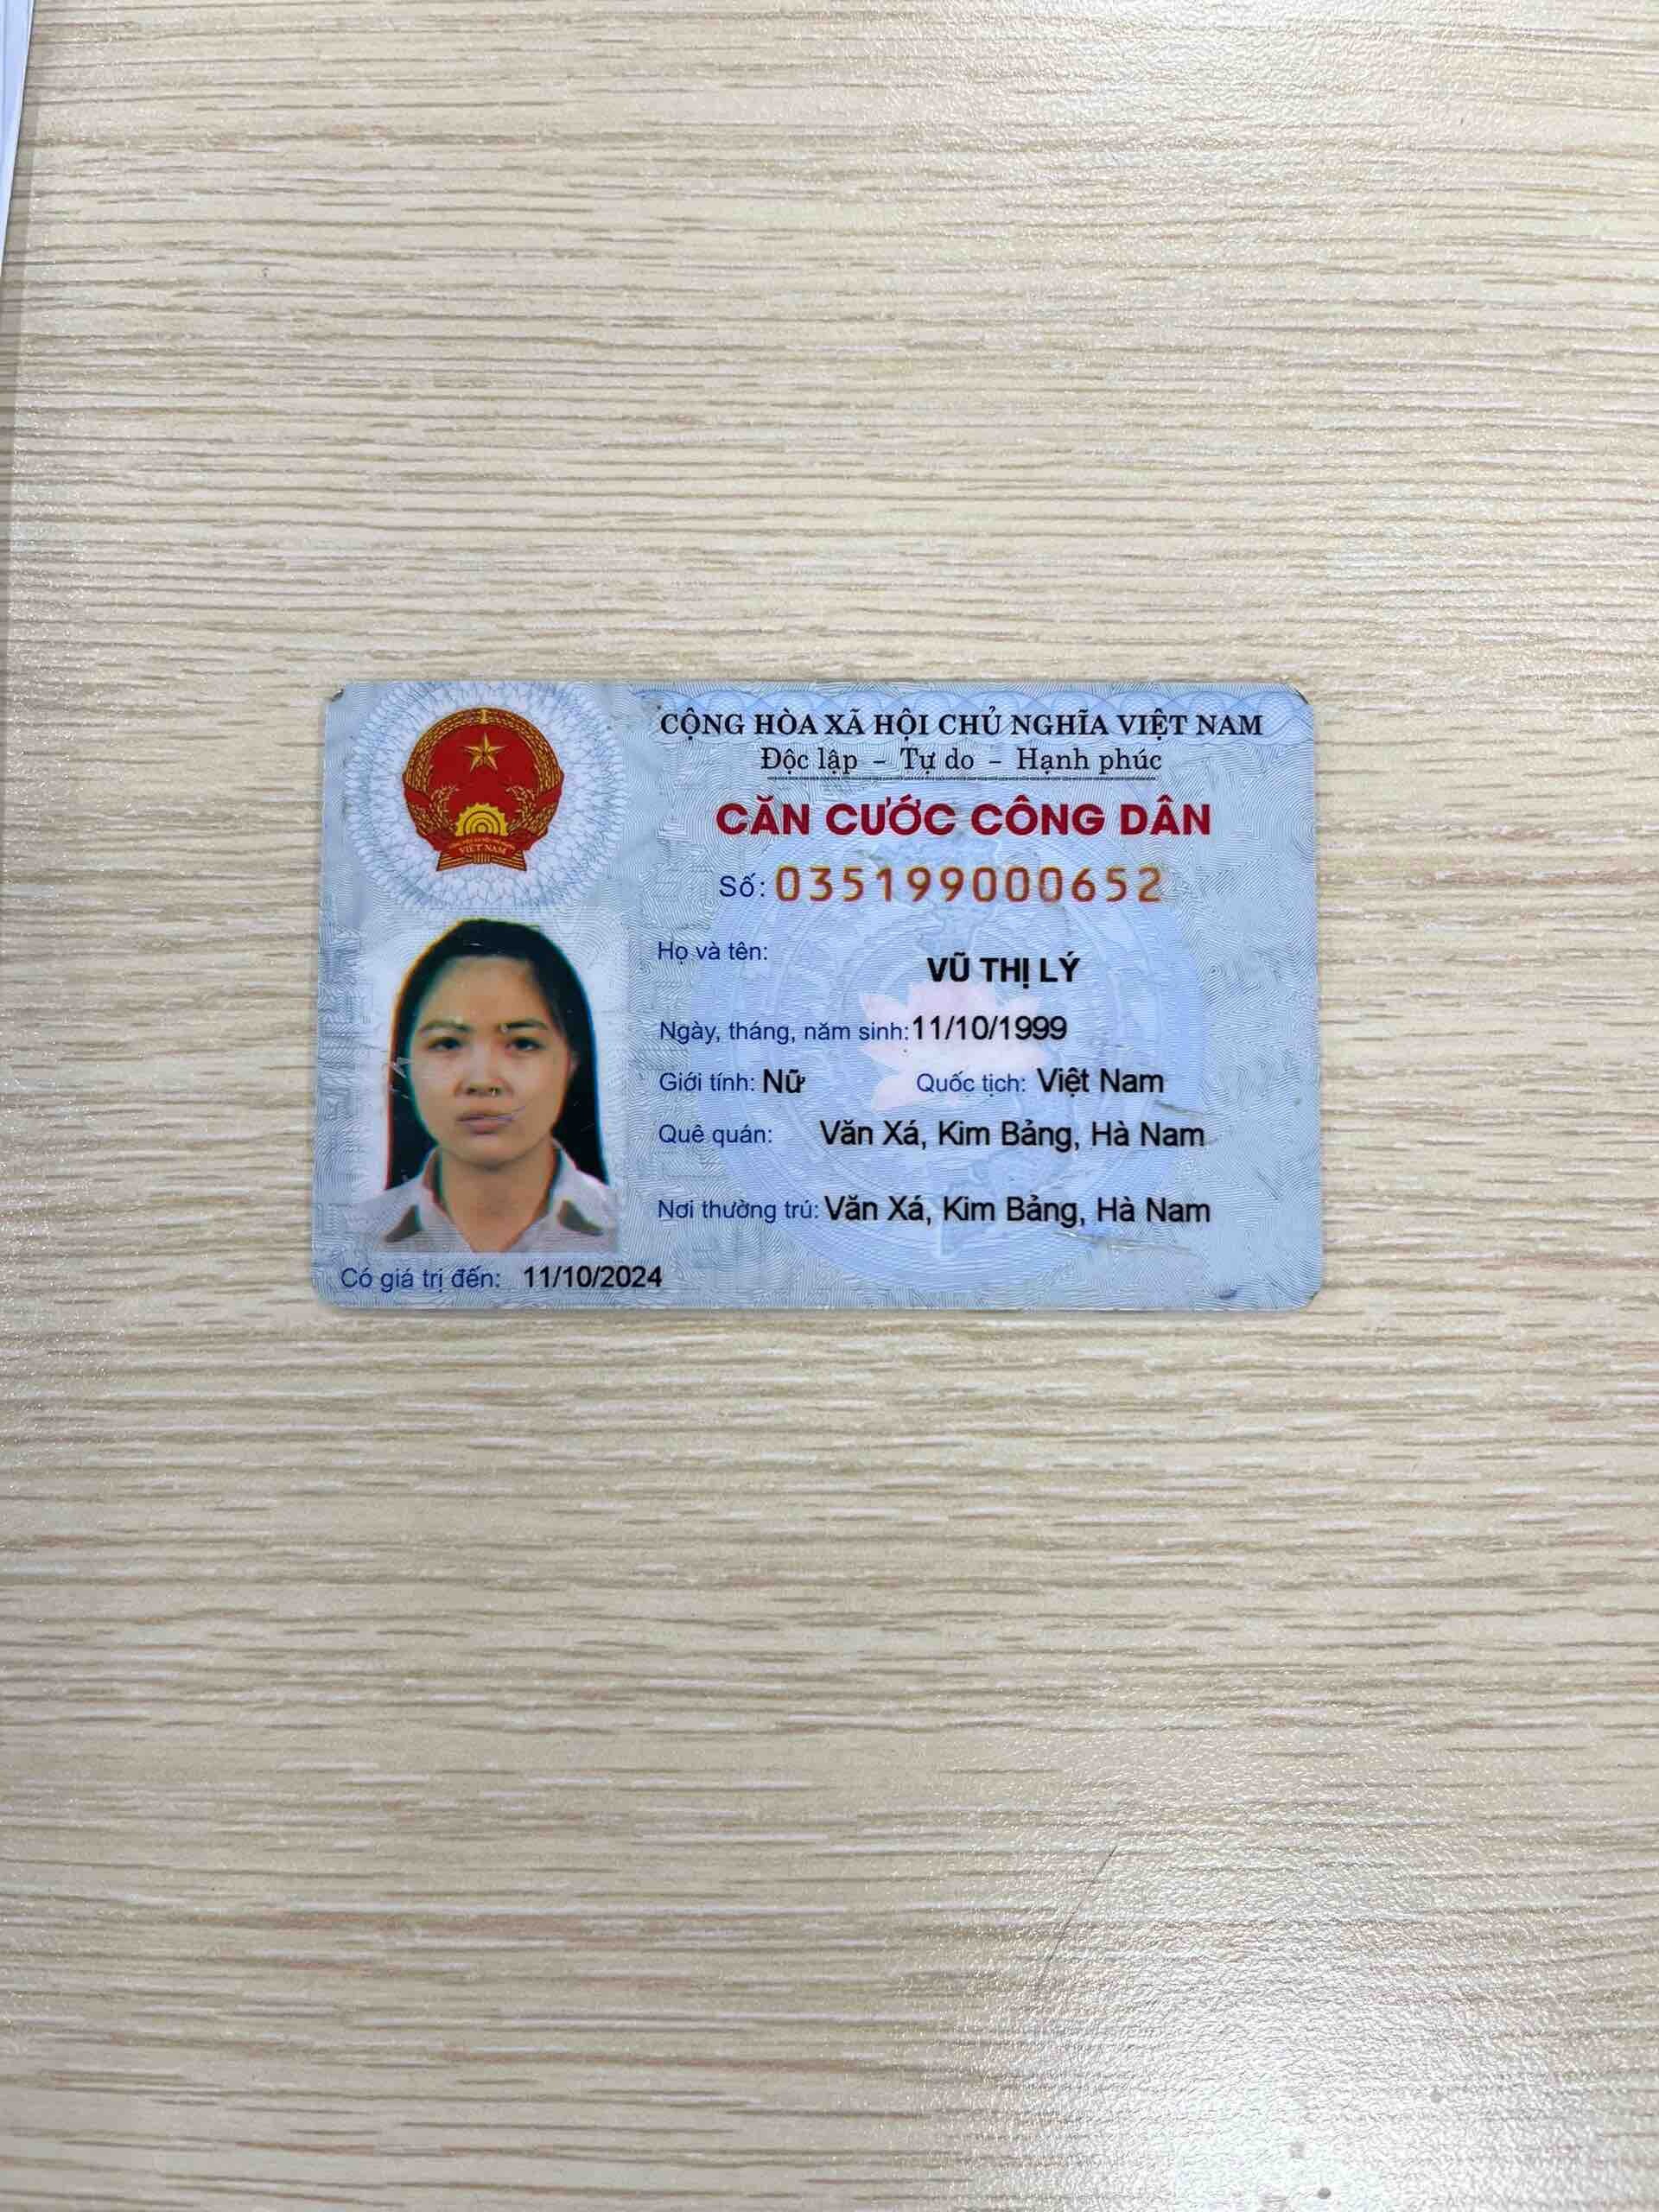 CỘNG HÒA XÃ HỘI CHỦ NGHĨA VIỆT NAM
Độc lập – Tự do – Hạnh phúc
CĂN CƯỚC CÔNG DÂN
Số: 035199000652
Họ và tên:
VŨ THỊ LÝ
Ngày, tháng, năm sinh: 11/10/1999
Giới tính: Nữ Quốc tịch: Việt Nam
Quê quán: Văn Xá, Kim Bảng, Hà Nam
Nơi thường trú: Văn Xá, Kim Bảng, Hà Nam
Có giá trị đến: 11/10/2024
VIỆT NAM